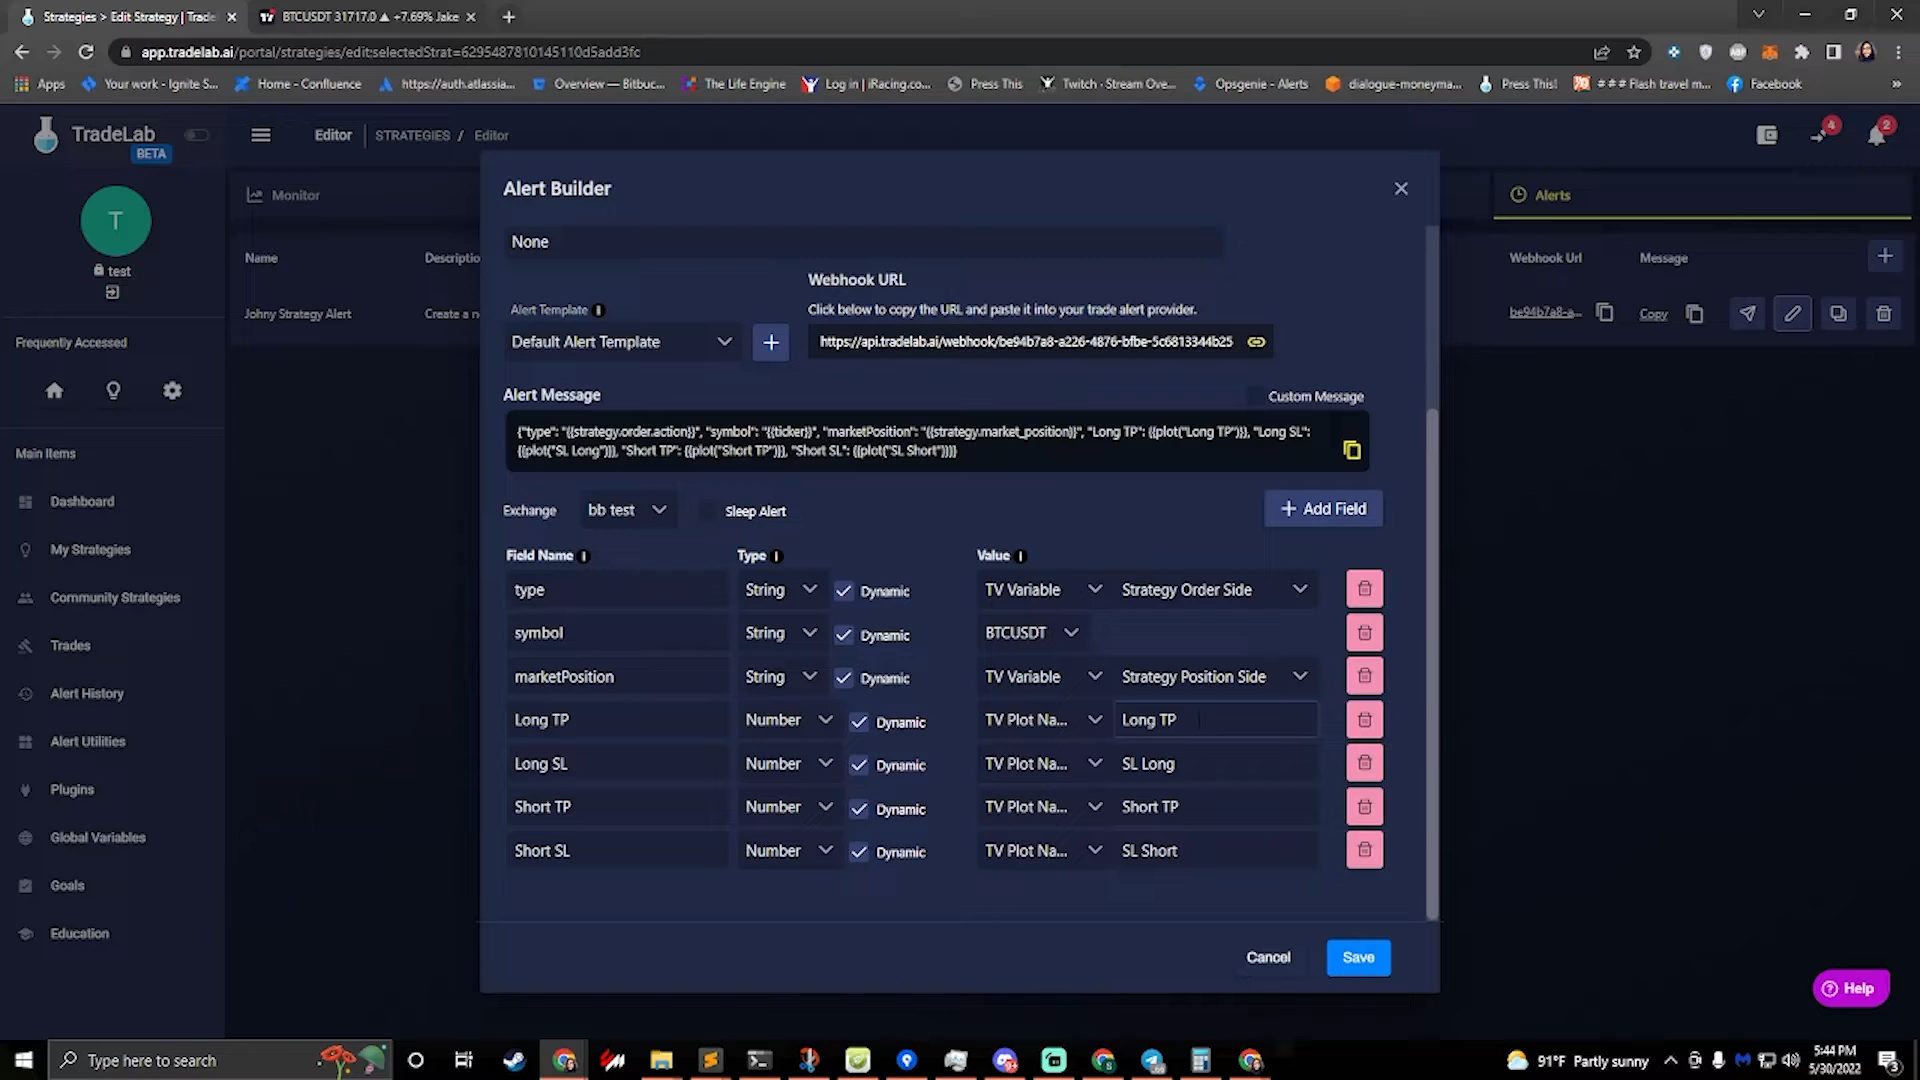 Strategies > Edit Strategy | Trade
BTCUSDT 31717.0 ▲ +7.69% Jake
app.tradelab.ai/portal/strategies/edit;selectedStrat=6295487810145110d5add3fc
Apps
Your work - Ignite S...
Home - Confluence
https://auth.atlassia...
Overview — Bitbuc...
The Life Engine
Log in | iRacing.co...
Press This
Twitch - Stream Ove...
Opsgenie - Alerts
dialogue-moneyma...
Press This!
### Flash travel m...
Facebook
»
TradeLab
BETA
Editor
STRATEGIES / Editor
4
2
T
test
Frequently Accessed
Main Items
Dashboard
My Strategies
Community Strategies
Trades
Alert History
Alert Utilities
Plugins
Global Variables
Goals
Education
Monitor
Alerts
Name
Descriptio
Webhook Url
Message
Johny Strategy Alert
Create a n
be94b7a8-a...
Copy
Alert Builder
None
Webhook URL
Alert Template
Click below to copy the URL and paste it into your trade alert provider.
Default Alert Template
https://api.tradelab.ai/webhook/be94b7a8-a226-4876-bfbe-5c6813344b25
Alert Message
Custom Message
{"type": "{{strategy.order.action}}", "symbol": "{{ticker}}", "marketPosition": "{{strategy.market_position}}", "Long TP": {{plot("Long TP")}}, "Long SL":
{{plot("SL Long")}}, "Short TP": {{plot("Short TP")}}, "Short SL": {{plot("SL Short")}}}
Exchange
bb test
Sleep Alert
+ Add Field
Field Name
Type
Value
type String Dynamic TV Variable Strategy Order Side
symbol String Dynamic BTCUSDT
marketPosition String Dynamic TV Variable Strategy Position Side
Long TP Number Dynamic TV Plot Na... Long TP
Long SL Number Dynamic TV Plot Na... SL Long
Short TP Number Dynamic TV Plot Na... Short TP
Short SL Number Dynamic TV Plot Na... SL Short
Cancel
Save
Help
Type here to search
91°F Partly sunny
5:44 PM
5/30/2022
3